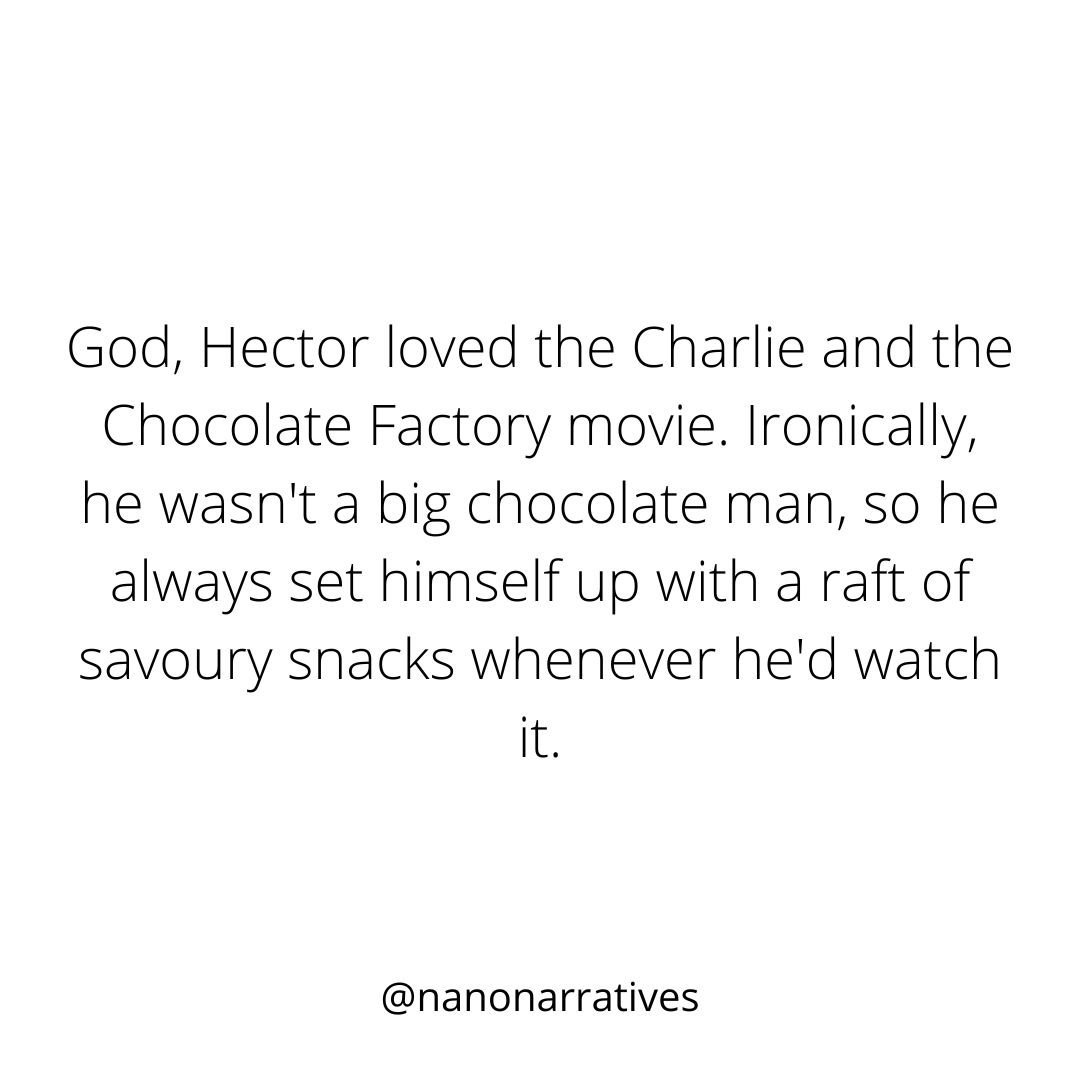 God, Hector loved the Charlie and the
Chocolate Factory movie. Ironically,
he wasn't a big chocolate man, so he
always set himself up with a raft of
savoury snacks whenever he'd watch
it.
@nanonarratives